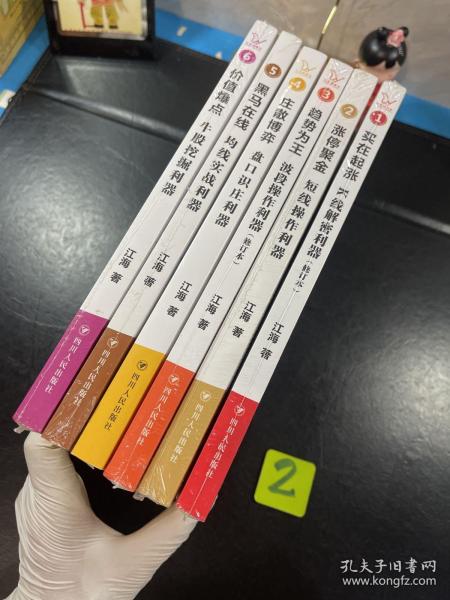 6 价值爆点 牛股挖掘利器 江海 著 四川人民出版社
5 黑马在线 均线实战利器 江海 著 四川人民出版社
4 庄散博弈 盘口识庄利器(修订本) 江海 著 四川人民出版社
3 趋势为王 波段操作利器 江海 著 四川人民出版社
2 涨停聚金 短线操作利器 江海 著 四川人民出版社
1 买在起涨 K线解密利器(修订本) 江海 著 四川人民出版社
2
孔夫子旧书网
www.kongfz.com